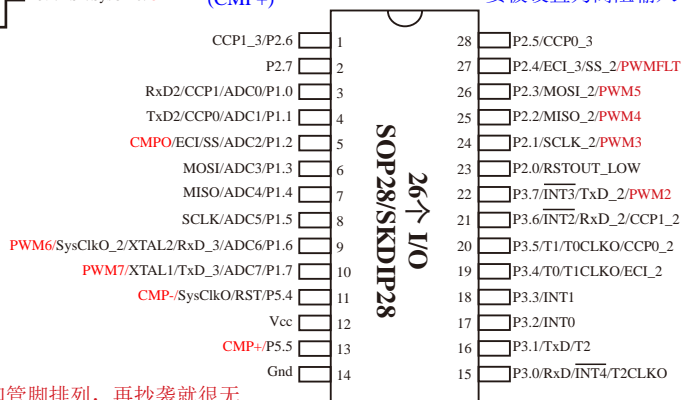 (CMP+)
CCP1_3/P2.6 1 28 P2.5/CCP0_3
P2.7 2 27 P2.4/ECI_3/SS_2/PWMFLT
RxD2/CCP1/ADC0/P1.0 3 26 P2.3/MOSI_2/PWM5
TxD2/CCP0/ADC1/P1.1 4 25 P2.2/MISO_2/PWM4
CMPO/ECI/SS/ADC2/P1.2 5 24 P2.1/SCLK_2/PWM3
MOSI/ADC3/P1.3 6 23 P2.0/RSTOUT_LOW
MISO/ADC4/P1.4 7 22 P3.7/INT3/TxD_2/PWM2
SCLK/ADC5/P1.5 8 21 P3.6/INT2/RxD_2/CCP1_2
PWM6/SysClkO_2/XTAL2/RxD_3/ADC6/P1.6 9 20 P3.5/T1/T0CLKO/CCP0_2
PWM7/XTAL1/TxD_3/ADC7/P1.7 10 19 P3.4/T0/T1CLKO/ECI_2
CMP-/SysClkO/RST/P5.4 11 18 P3.3/INT1
Vcc 12 17 P3.2/INT0
CMP+/P5.5 13 16 P3.1/TxD/T2
Gnd 14 15 P3.0/RxD/INT4/T2CLKO
26个 I/O
SOP28/SKDIP28
管脚排列，再抄袭就很无